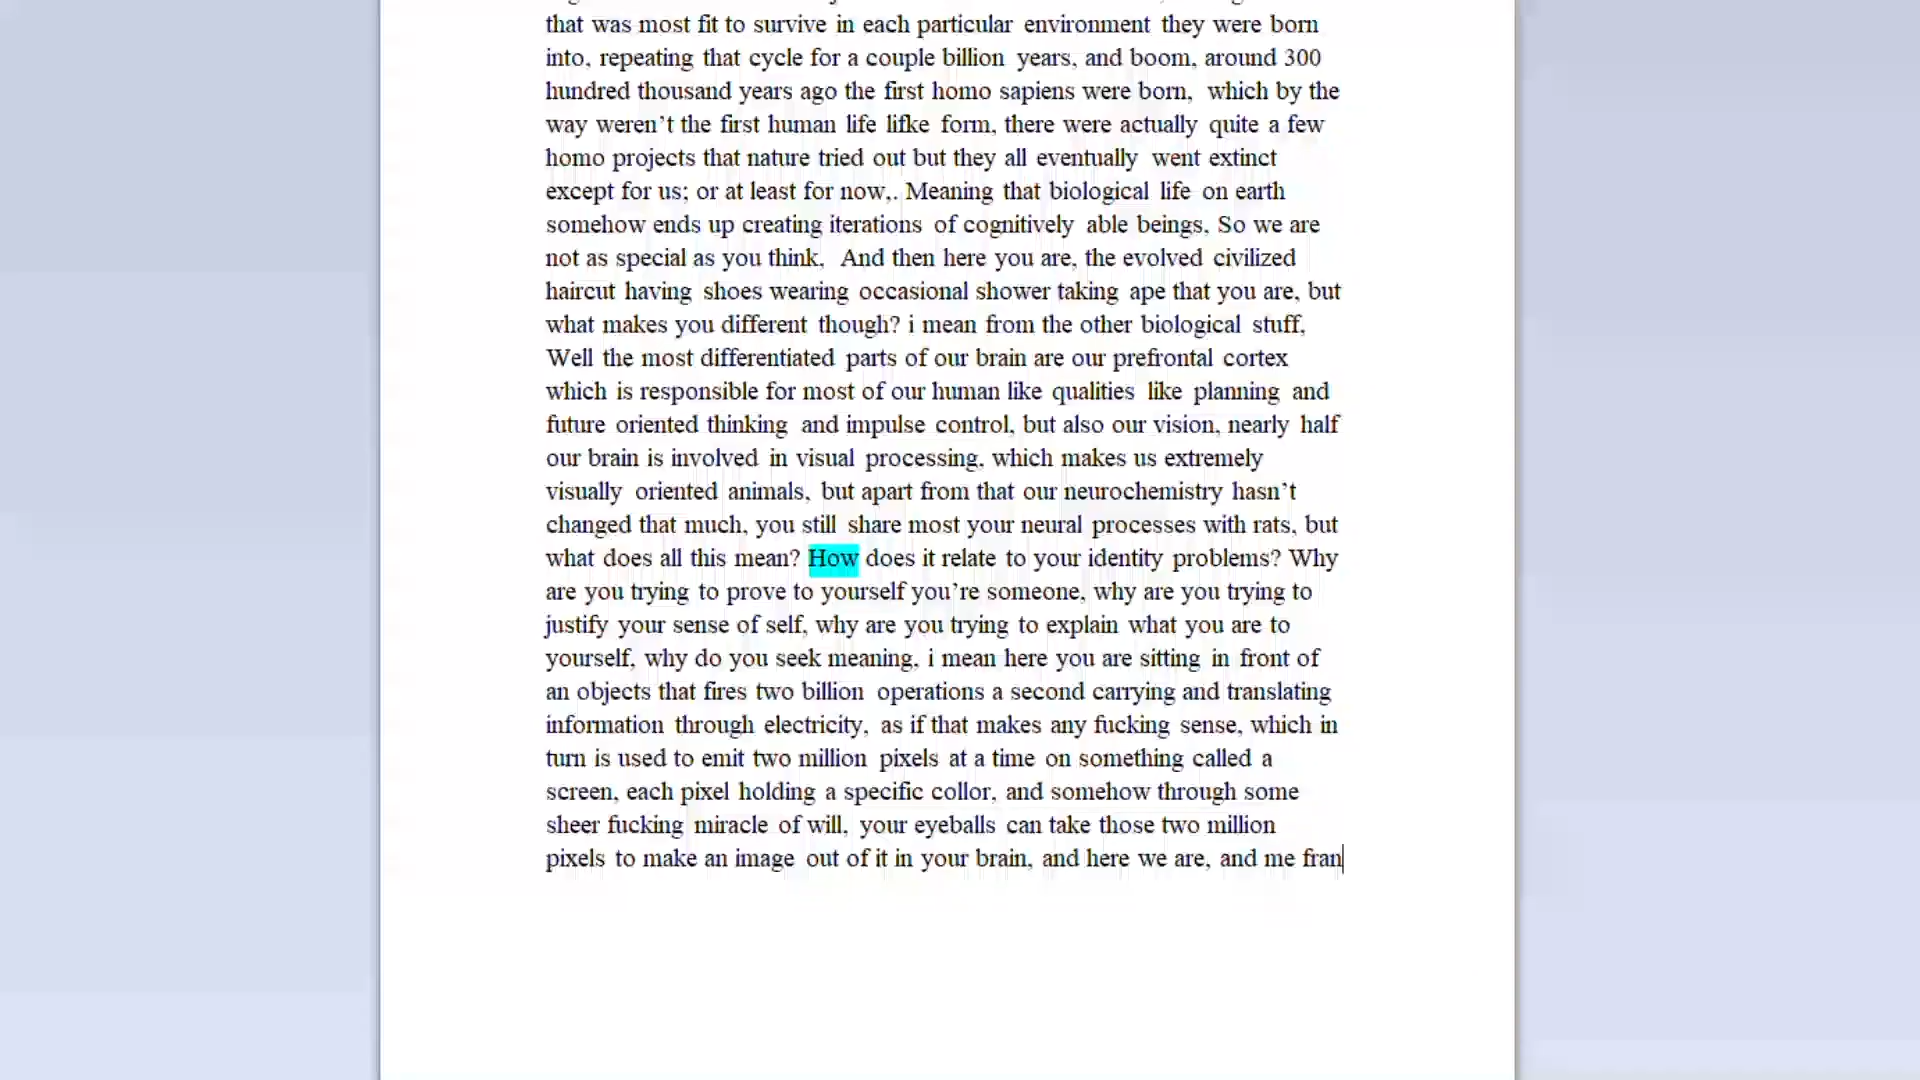 that was most fit to survive in each particular environment they were born
into, repeating that cycle for a couple billion years, and boom, around 300
hundred thousand years ago the first homo sapiens were born, which by the
way weren't the first human life lifke form, there were actually quite a few
homo projects that nature tried out but they all eventually went extinct
except for us; or at least for now,. Meaning that biological life on earth
somehow ends up creating iterations of cognitively able beings, So we are
not as special as you think, And then here you are, the evolved civilized
haircut having shoes wearing occasional shower taking ape that you are, but
what makes you different though? i mean from the other biological stuff,
Well the most differentiated parts of our brain are our prefrontal cortex
which is responsible for most of our human like qualities like planning and
future oriented thinking and impulse control, but also our vision, nearly half
our brain is involved in visual processing, which makes us extremely
visually oriented animals, but apart from that our neurochemistry hasn't
changed that much, you still share most your neural processes with rats, but
what does all this mean? How does it relate to your identity problems? Why
are you trying to prove to yourself you're someone, why are you trying to
justify your sense of self, why are you trying to explain what you are to
yourself, why do you seek meaning, i mean here you are sitting in front of
an objects that fires two billion operations a second carrying and translating
information through electricity, as if that makes any fucking sense, which in
turn is used to emit two million pixels at a time on something called a
screen, each pixel holding a specific collor, and somehow through some
sheer fucking miracle of will, your eyeballs can take those two million
pixels to make an image out of it in your brain, and here we are, and me fran